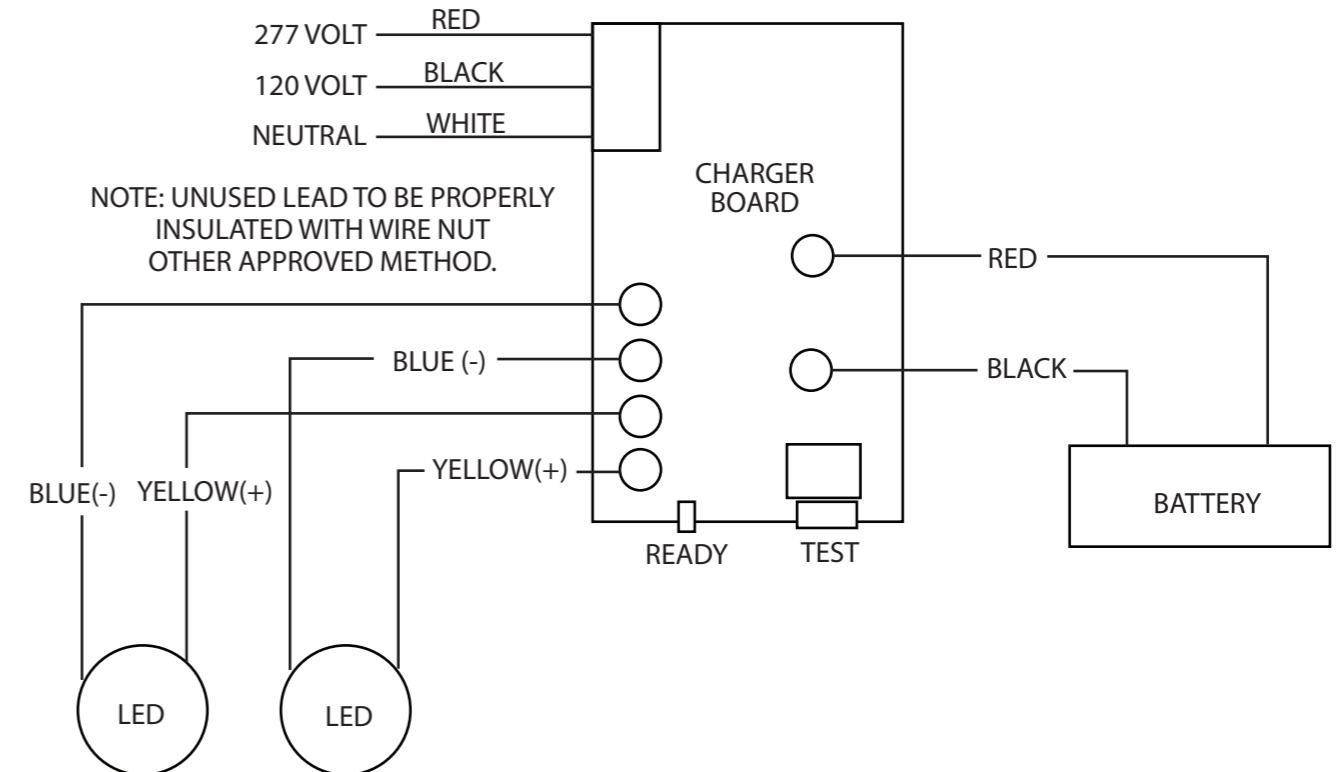 277 VOLT
RED
120 VOLT
BLACK
NEUTRAL
WHITE
NOTE: UNUSED LEAD TO BE PROPERLY
INSULATED WITH WIRE NUT
OTHER APPROVED METHOD.
CHARGER
BOARD
RED
BLUE (-)
BLACK
YELLOW(+)
BLUE(-)
YELLOW(+)
BATTERY
READY
TEST
LED
LED